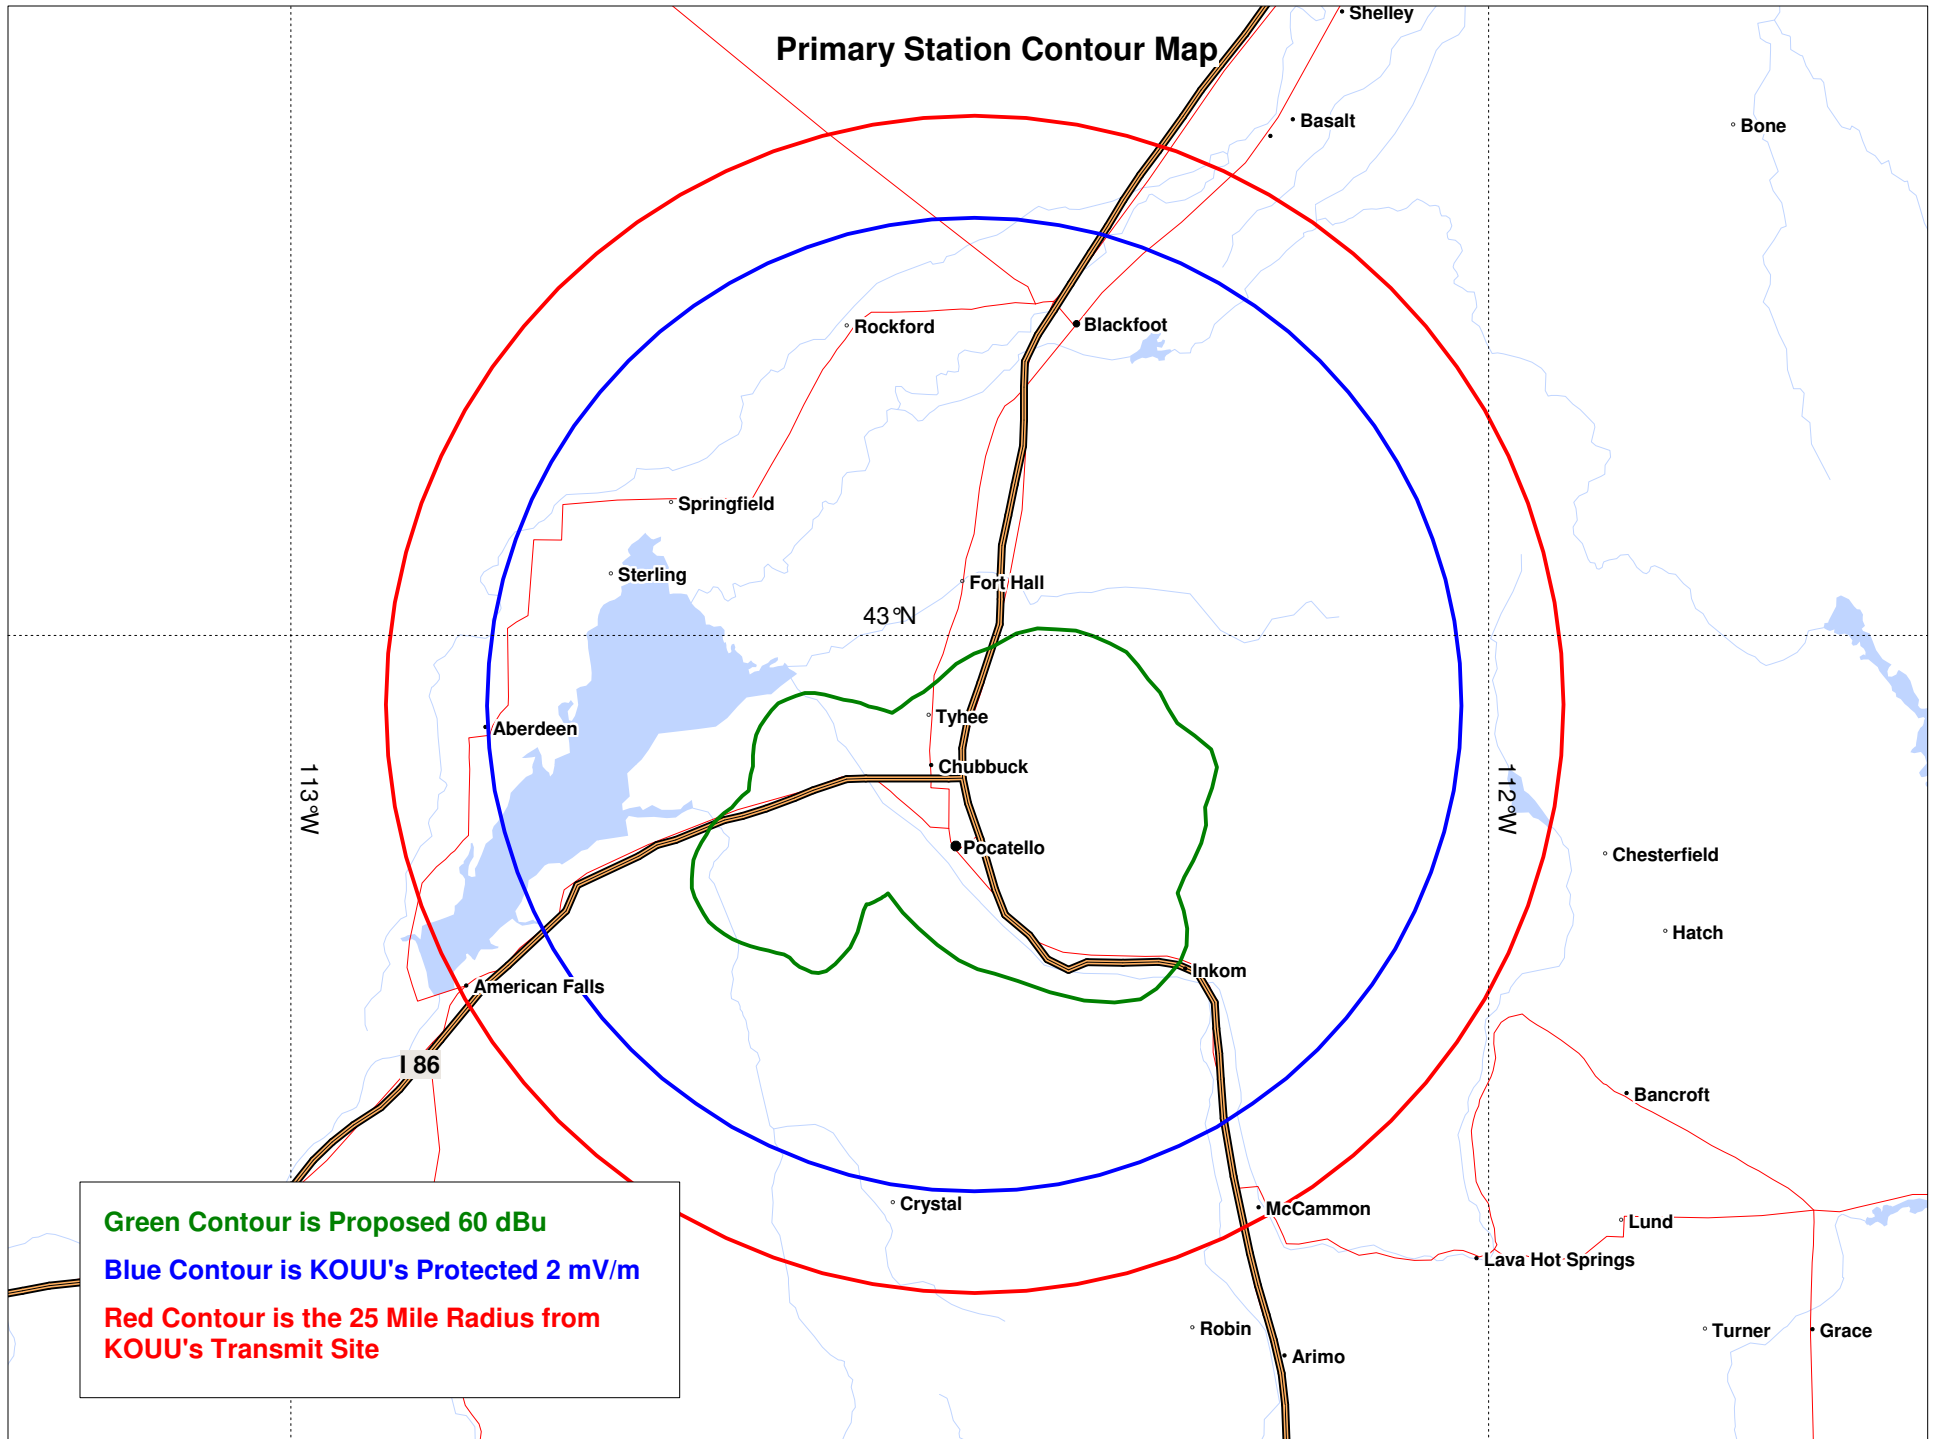 Shelley
Primary Station Contour Map
Basalt
Bone
Rockford
Blackfoot
Springfield
Sterling
Fort Hall
43°N
Tyhee
Aberdeen
Chubbuck
113°W
112°W
Pocatello
Chesterfield
Hatch
Inkom
American Falls
I 86
Bancroft
Crystal
McCammon
Lund
Lava Hot Springs
Robin
Turner
Grace
Arimo
Green Contour is Proposed 60 dBu
Blue Contour is KOUU's Protected 2 mV/m
Red Contour is the 25 Mile Radius from
KOUU's Transmit Site